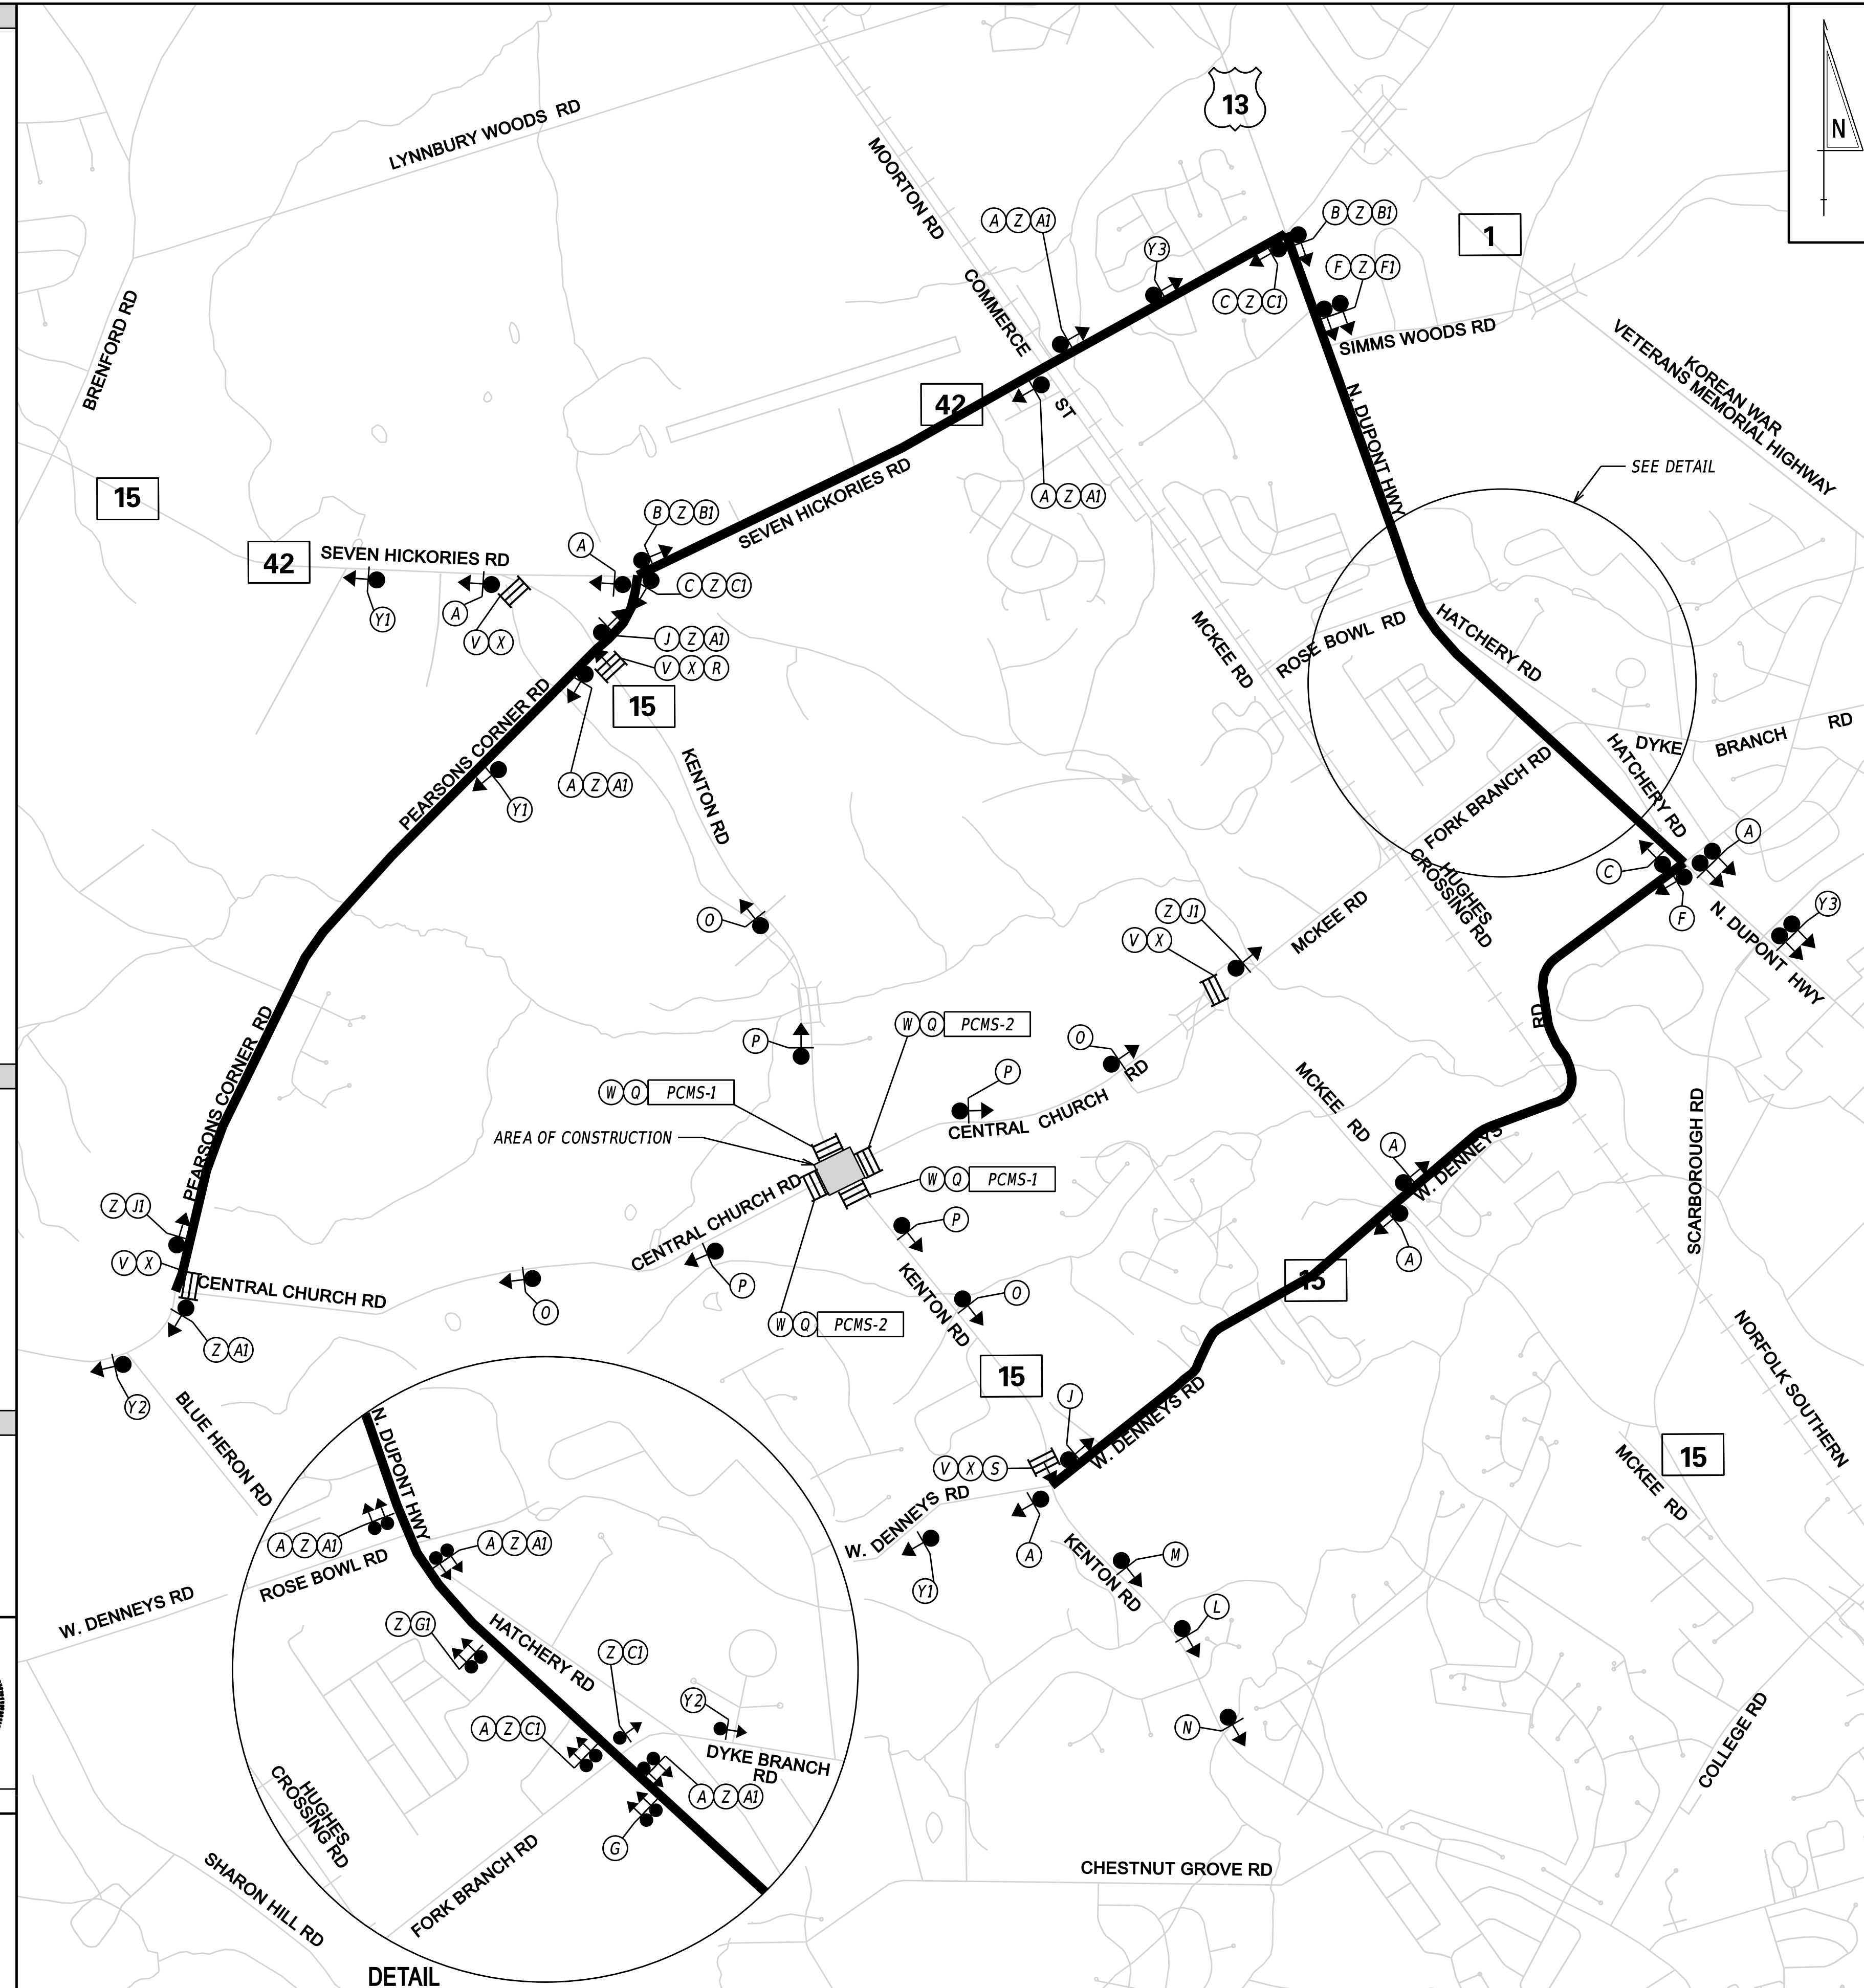 LYNNBURY WOODS RD
MOORTON RD
13
N
BRENFORD RD
COMMERCE
ST
A Z A1
Y3
B Z B1
1
F Z F1
C Z C1
SIMMS WOODS RD
KOREAN WAR
VETERANS MEMORIAL HIGHWAY
42
N. DUPONT HWY
SEE DETAIL
15
A Z A1
SEVEN HICKORIES RD
B Z B1
A
42
SEVEN HICKORIES RD
C Z C1
Y1
A
V X
J Z A1
V X R
15
MCKEE RD
ROSE BOWL RD
HATCHERY RD
PEARSONS CORNER RD
A Z A1
Y1
KENTON RD
DYKE BRANCH RD
HATCHERY RD
FORK BRANCH RD
HUGHES
CROSSING RD
C
A
F
Y3
N. DUPONT HWY
O
Z J1
V X
MCKEE RD
PEARSONS CORNER RD
P
W Q PCMS-2
O
RD
P
W Q PCMS-1
CENTRAL CHURCH RD
AREA OF CONSTRUCTION
MCKEE RD
SCARBOROUGH RD
A
W. DENNEYS
W Q PCMS-1
CENTRAL CHURCH RD
P
Z J1
V X
A
CENTRAL CHURCH RD
P
O
O
15
W Q PCMS-2
KENTON RD
Z A1
Y2
NORFOLK SOUTHERN
15
J
W. DENNEYS RD
BLUE HERON RD
V X S
MCKEE RD
15
W. DENNEYS RD
A
Y1
KENTON RD
M
L
N
COLLEGE RD
CHESTNUT GROVE RD
N. DUPONT HWY
A Z A1
A Z A1
ROSE BOWL RD
W. DENNEYS RD
Z G1
HATCHERY RD
Z C1
Y2
A Z C1
DYKE BRANCH
RD
A Z A1
G
HUGHES
CROSSING RD
FORK BRANCH RD
SHARON HILL RD
DETAIL